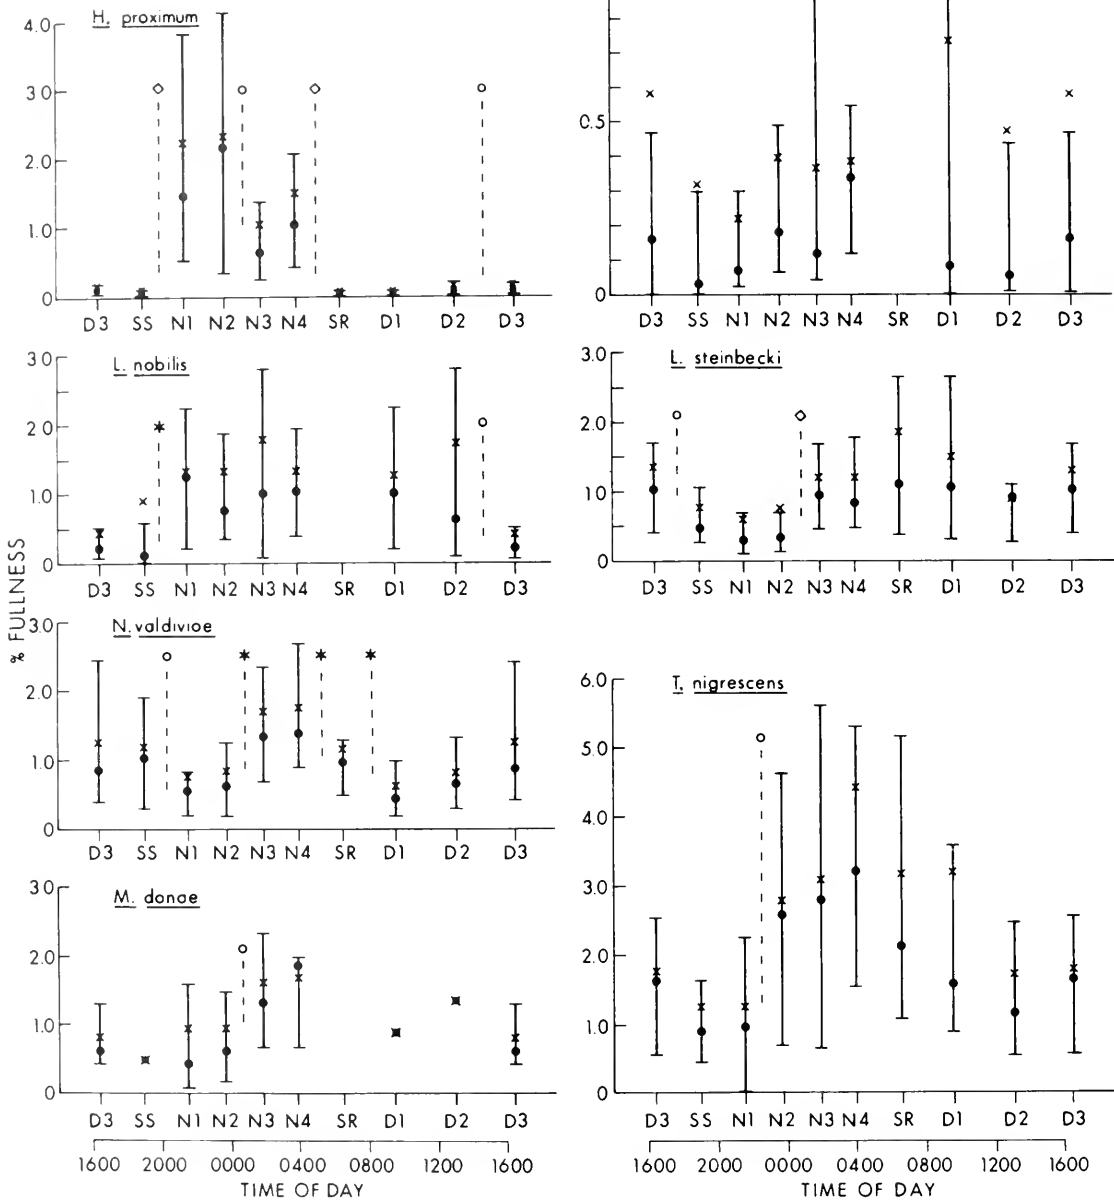 H. proximum
4.0
3.0
2.0
1.0
0
D3 SS N1 N2 N3 N4 SR D1 D2 D3
0.5
0
D3 SS N1 N2 N3 N4 SR D1 D2 D3
L. nobilis
3.0
2.0
1.0
0
D3 SS N1 N2 N3 N4 SR D1 D2 D3
L. steinbecki
3.0
2.0
1.0
0
D3 SS N1 N2 N3 N4 SR D1 D2 D3
% FULLNESS
N. valdiviae
3.0
2.0
1.0
0
D3 SS N1 N2 N3 N4 SR D1 D2 D3
T. nigrescens
6.0
5.0
4.0
3.0
2.0
1.0
0
D3 SS N1 N2 N3 N4 SR D1 D2 D3
M. danae
3.0
2.0
1.0
0
D3 SS N1 N2 N3 N4 SR D1 D2 D3
1600 2000 0000 0400 0800 1200 1600
TIME OF DAY
1600 2000 0000 0400 0800 1200 1600
TIME OF DAY